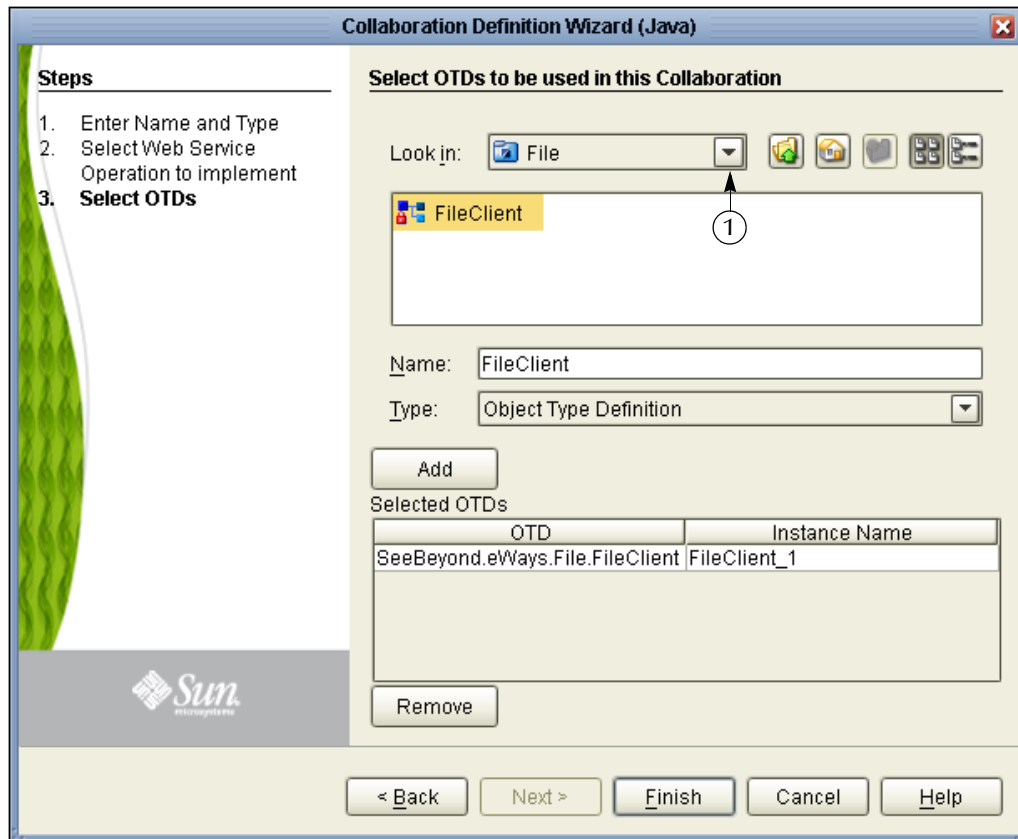 Collaboration Definition Wizard (Java)
Steps
1. Enter Name and Type
2. Select Web Service
Operation to implement
3. Select OTDs
Select OTDs to be used in this Collaboration
Look in: File
1
FileClient
Name: FileClient
Type: Object Type Definition
Add
Selected OTDs
OTD Instance Name
SeeBeyond.eWays.File.FileClient FileClient_1
Remove
Sun
microsystems
< Back Next > Finish Cancel Help